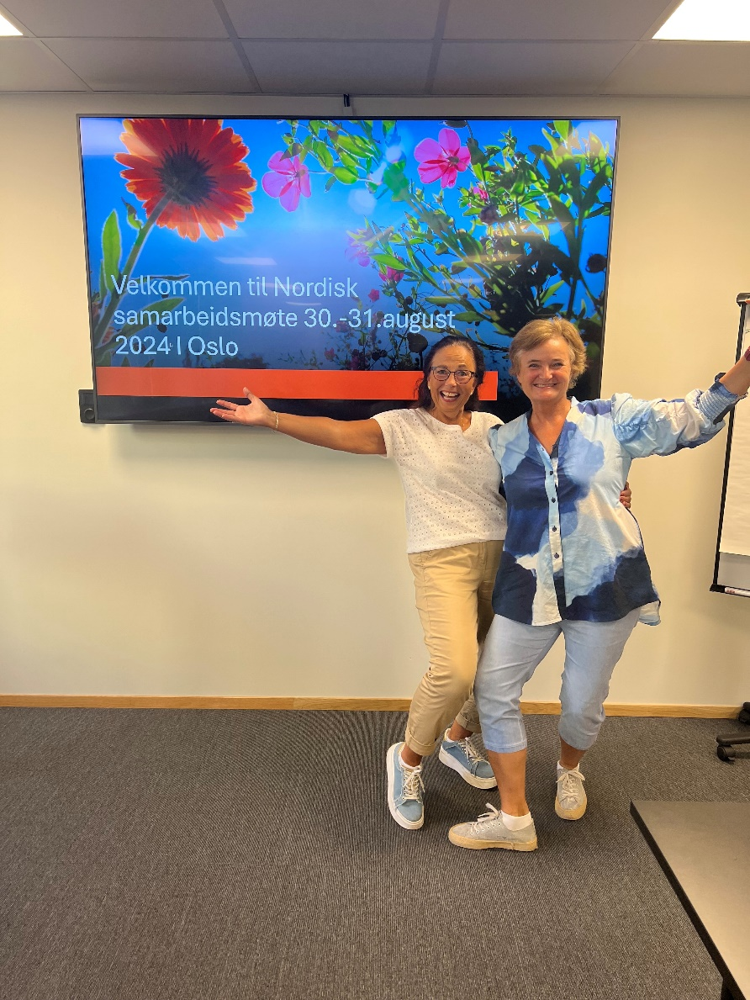 Velkommen til Nordisk
samarbeidsmøte 30.-31.august
2024 I Oslo